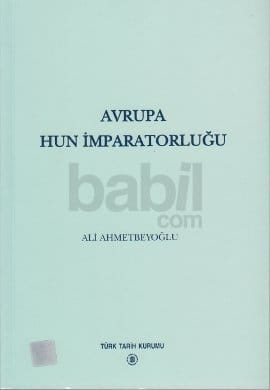 AVRUPA
HUN İMPARATORLUĞU
babil
com
ALİ AHMETBEYOĞLU
TÜRK TARİH KURUMU